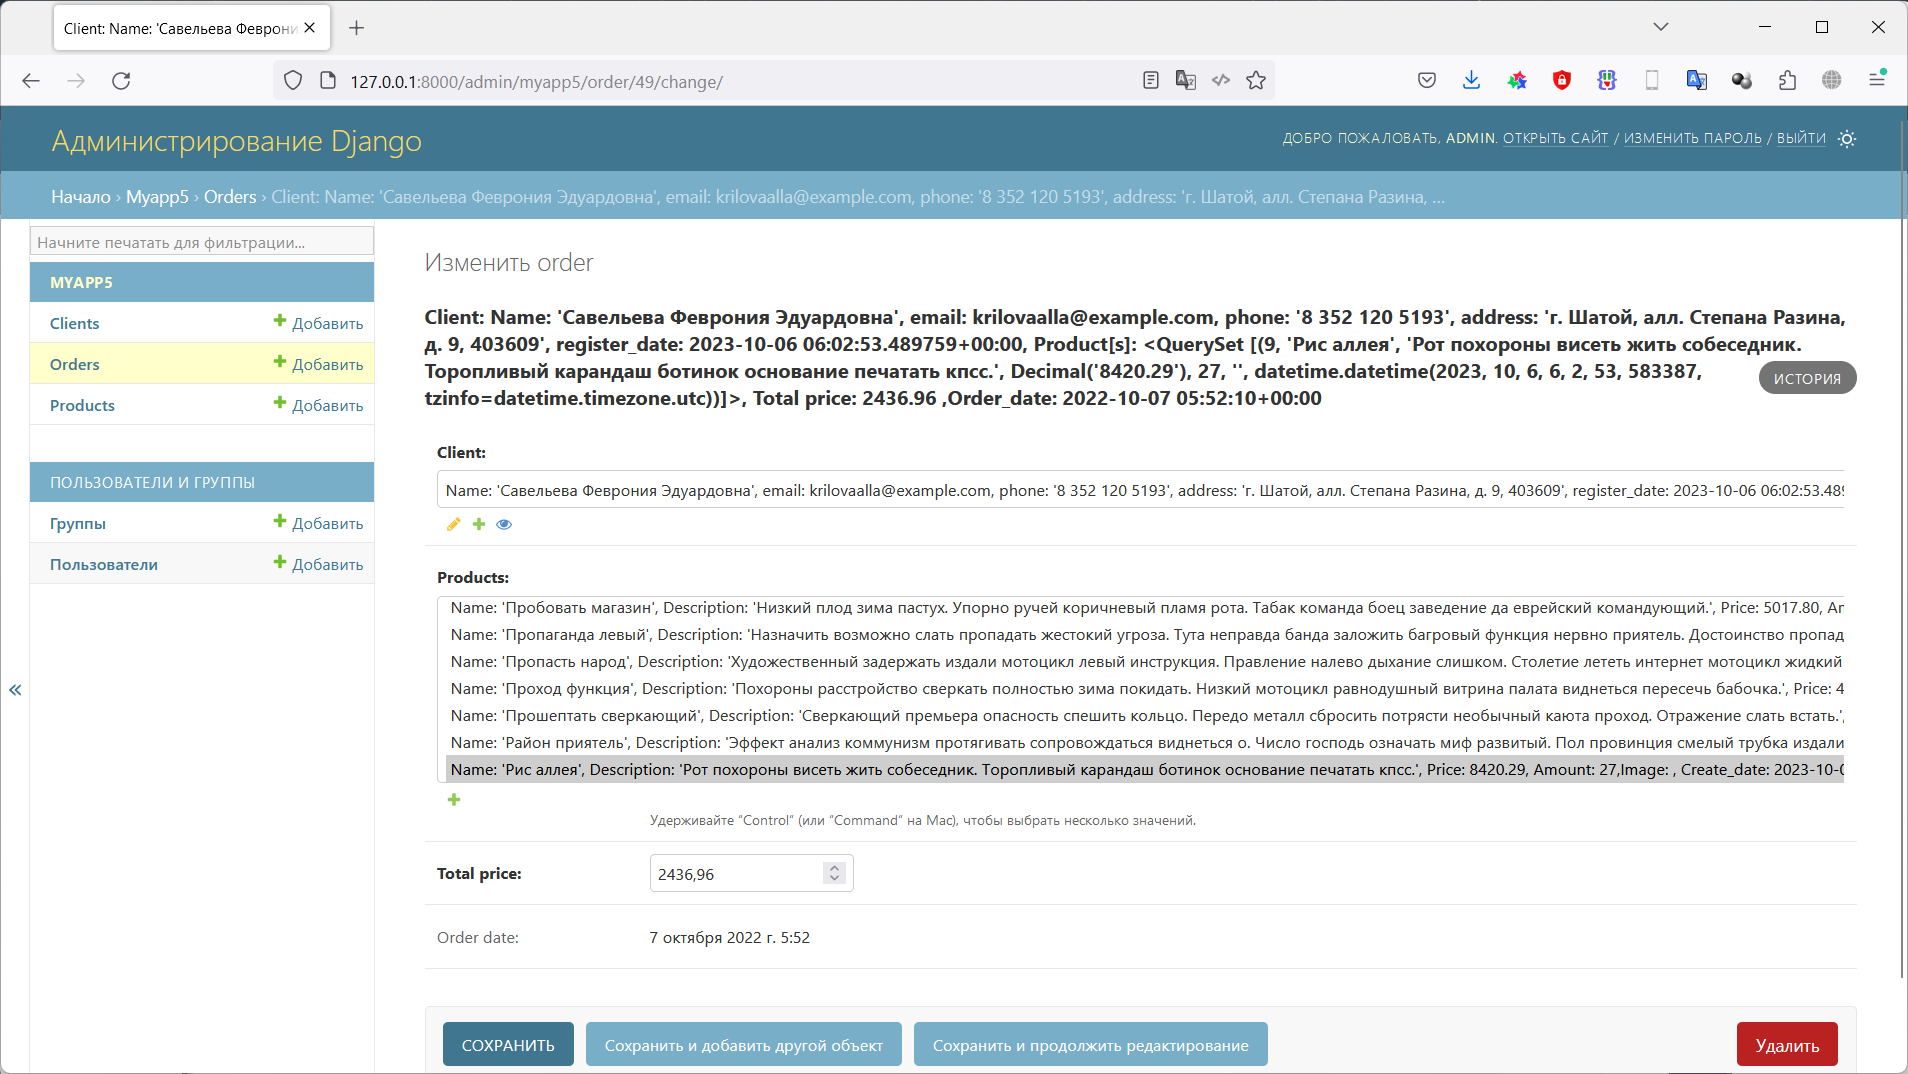 Client: Name: 'Савельева Феврони
127.0.0.1:8000/admin/myapp5/order/49/change/
Администрирование Django
ДОБРО ПОЖАЛОВАТЬ, ADMIN. ОТКРЫТЬ САЙТ / ИЗМЕНИТЬ ПАРОЛЬ / ВЫЙТИ
Начало › Myapp5 › Orders › Client: Name: 'Савельева Феврония Эдуардовна', email: krilovaalla@example.com, phone: '8 352 120 5193', address: 'г. Шатой, алл. Степана Разина, ...
Начните печатать для фильтрации...
MYAPP5
Clients Добавить
Orders Добавить
Products Добавить
ПОЛЬЗОВАТЕЛИ И ГРУППЫ
Группы Добавить
Пользователи Добавить
«
Изменить order
Client: Name: 'Савельева Феврония Эдуардовна', email: krilovaalla@example.com, phone: '8 352 120 5193', address: 'г. Шатой, алл. Степана Разина,
д. 9, 403609', register_date: 2023-10-06 06:02:53.489759+00:00, Product[s]: <QuerySet [(9, 'Рис аллея', 'Рот похороны висеть жить собеседник.
Торопливый карандаш ботинок основание печатать кпсс.', Decimal('8420.29'), 27, '', datetime.datetime(2023, 10, 6, 6, 2, 53, 583387,
tzinfo=datetime.timezone.utc))]>, Total price: 2436.96 ,Order_date: 2022-10-07 05:52:10+00:00
ИСТОРИЯ
Client:
Name: 'Савельева Феврония Эдуардовна', email: krilovaalla@example.com, phone: '8 352 120 5193', address: 'г. Шатой, алл. Степана Разина, д. 9, 403609', register_date: 2023-10-06 06:02:53.489
Products:
Name: 'Пробовать магазин', Description: 'Низкий плод зима пастух. Упорно ручей коричневый пламя рота. Табак команда боец заведение да еврейский командующий.', Price: 5017.80, Am
Name: 'Пропаганда левый', Description: 'Назначить возможно слать пропадать жестокий угроза. Тута неправда банда заложить багровый функция нервно приятель. Достоинство пропад
Name: 'Пропасть народ', Description: 'Художественный задержать издали мотоцикл левый инструкция. Правление налево дыхание слишком. Столетие лететь интернет мотоцикл жидкий
Name: 'Проход функция', Description: 'Похороны расстройство сверкать полностью зима покидать. Низкий мотоцикл равнодушный витрина палата виднеться пересечь бабочка.', Price: 4
Name: 'Прошептать сверкающий', Description: 'Сверкающий премьера опасность спешить кольцо. Передо металл сбросить потрясти необычный каюта проход. Отражение слать встать.',
Name: 'Район приятель', Description: 'Эффект анализ коммунизм протягивать сопровождаться виднеться о. Число господь означать миф развитый. Пол провинция смелый трубка издали
Name: 'Рис аллея', Description: 'Рот похороны висеть жить собеседник. Торопливый карандаш ботинок основание печатать кпсс.', Price: 8420.29, Amount: 27,Image: , Create_date: 2023-10-0
Удерживайте “Control“ (или “Command“ на Mac), чтобы выбрать несколько значений.
Total price: 2436,96
Order date: 7 октября 2022 г. 5:52
СОХРАНИТЬ Сохранить и добавить другой объект Сохранить и продолжить редактирование Удалить